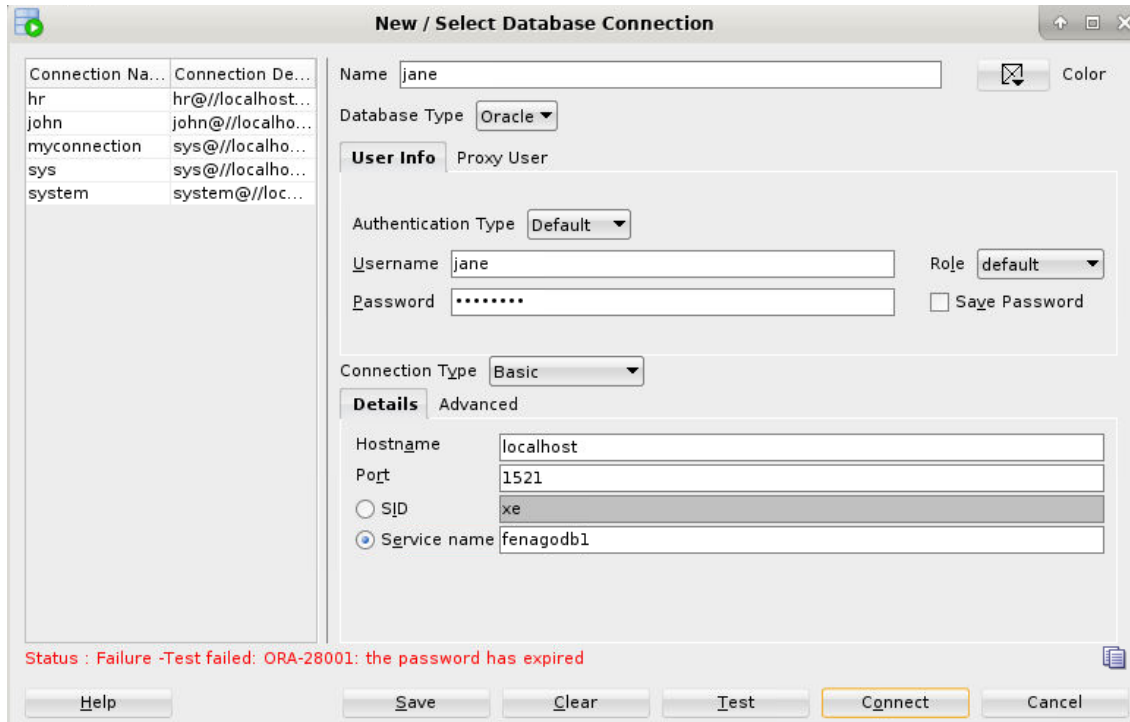 New / Select Database Connection
Connection Na... Connection De...
hr hr@//localhost...
john john@//localho...
myconnection sys@//localho...
sys sys@//localho...
system system@//loc...
Name jane Color
Database Type Oracle
User Info Proxy User
Authentication Type Default
Username jane Role default
Password •••••••• Save Password
Connection Type Basic
Details Advanced
Hostname localhost
Port 1521
SID xe
Service name fenagodb1
Status : Failure -Test failed: ORA-28001: the password has expired
Help Save Clear Test Connect Cancel